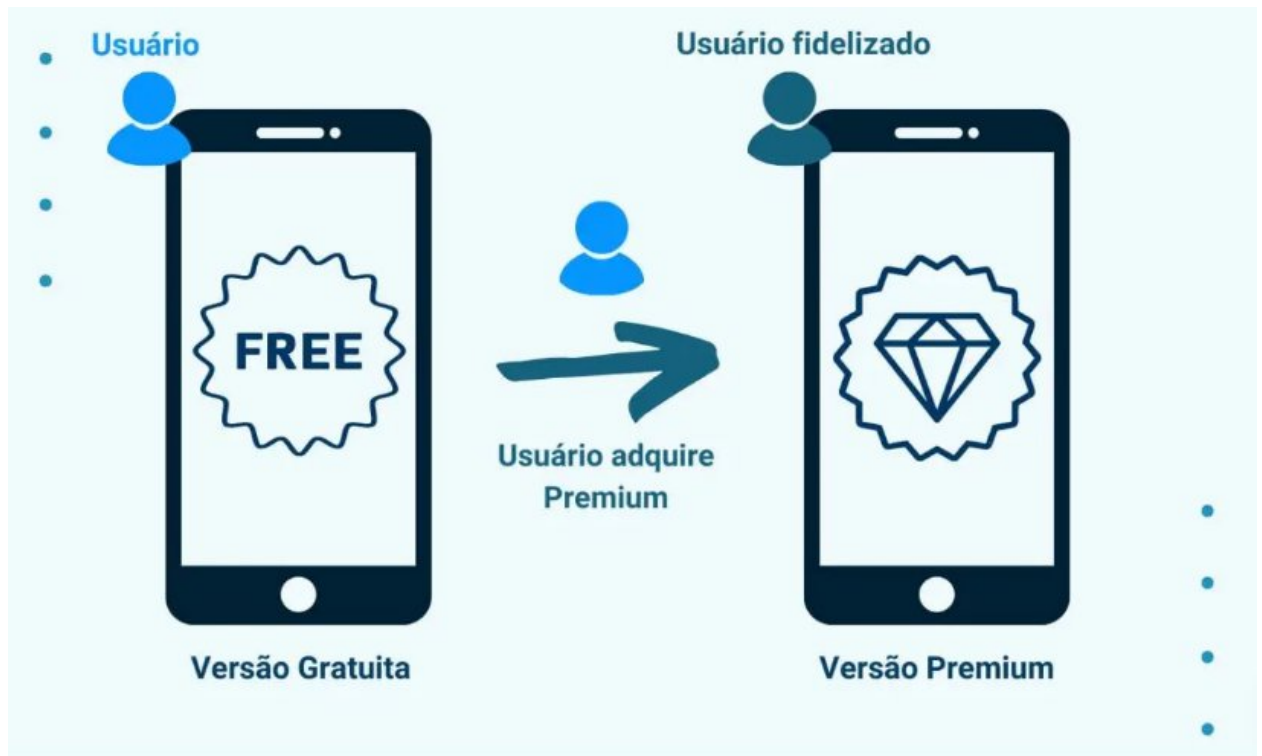 Usuário
Usuário fidelizado
FREE
Usuário adquire
Premium
Versão Gratuita
Versão Premium